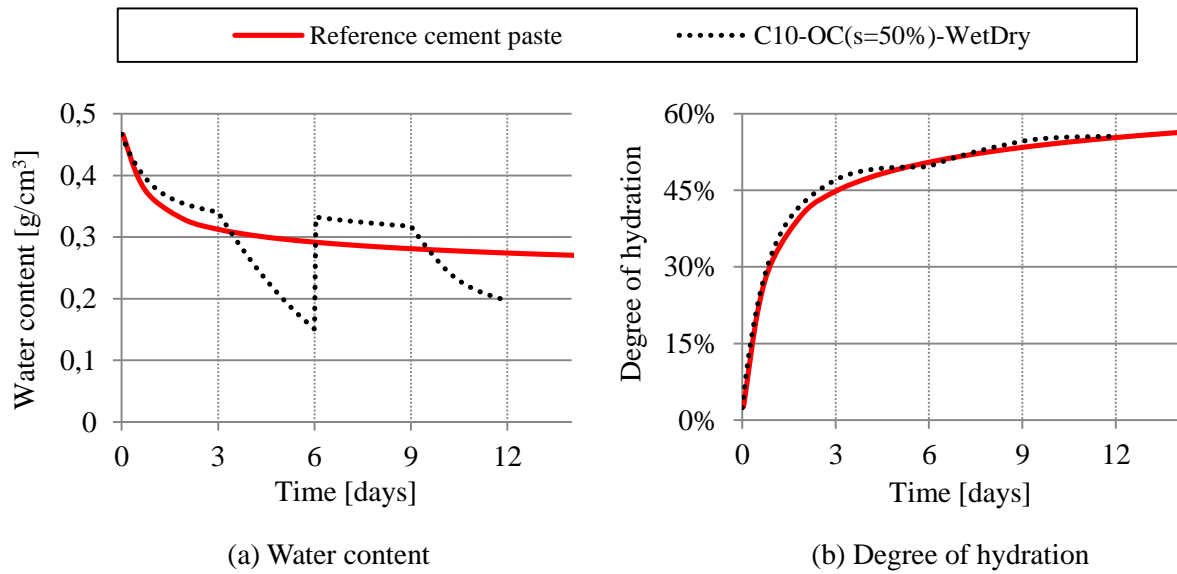 Reference cement paste
C10-OC(s=50%)-WetDry
Water content [g/cm³]
0,5
0,4
0,3
0,2
0,1
0
0 3 6 9 12
Time [days]
(a) Water content
Degree of hydration
60%
45%
30%
15%
0%
0 3 6 9 12
Time [days]
(b) Degree of hydration